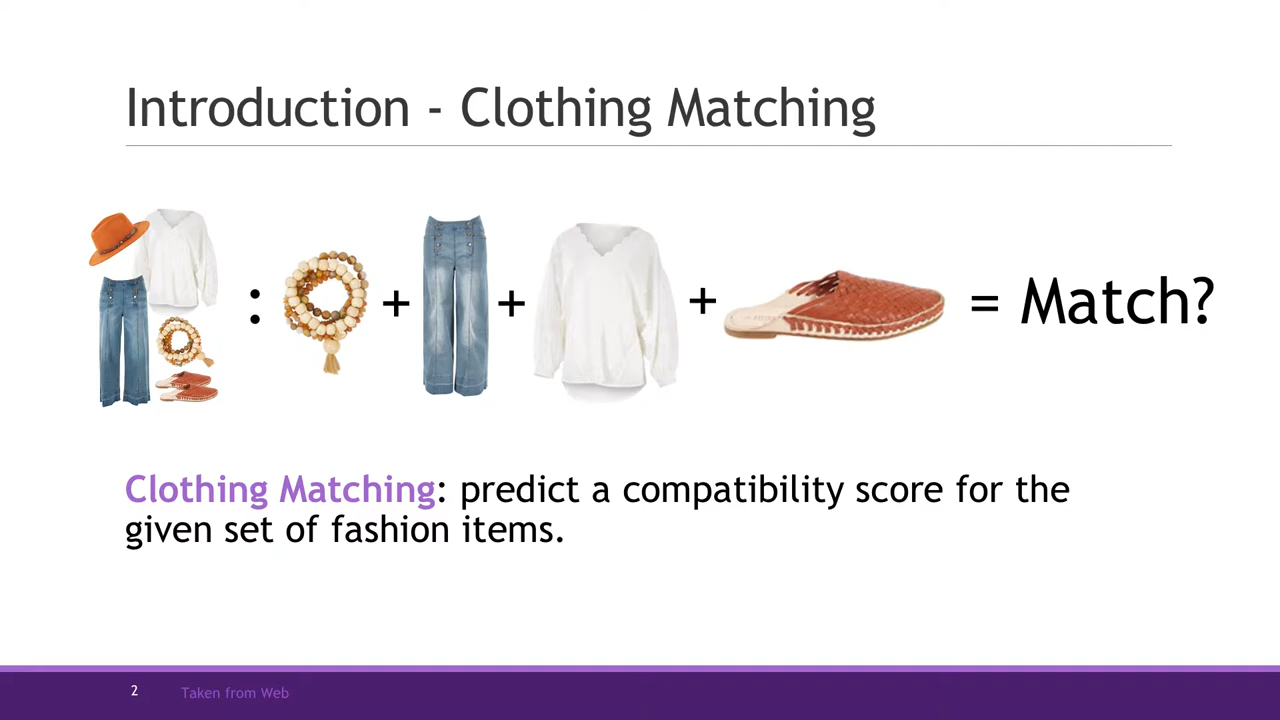 Introduction - Clothing Matching
: + + + = Match?
Clothing Matching: predict a compatibility score for the
given set of fashion items.
2 Taken from Web